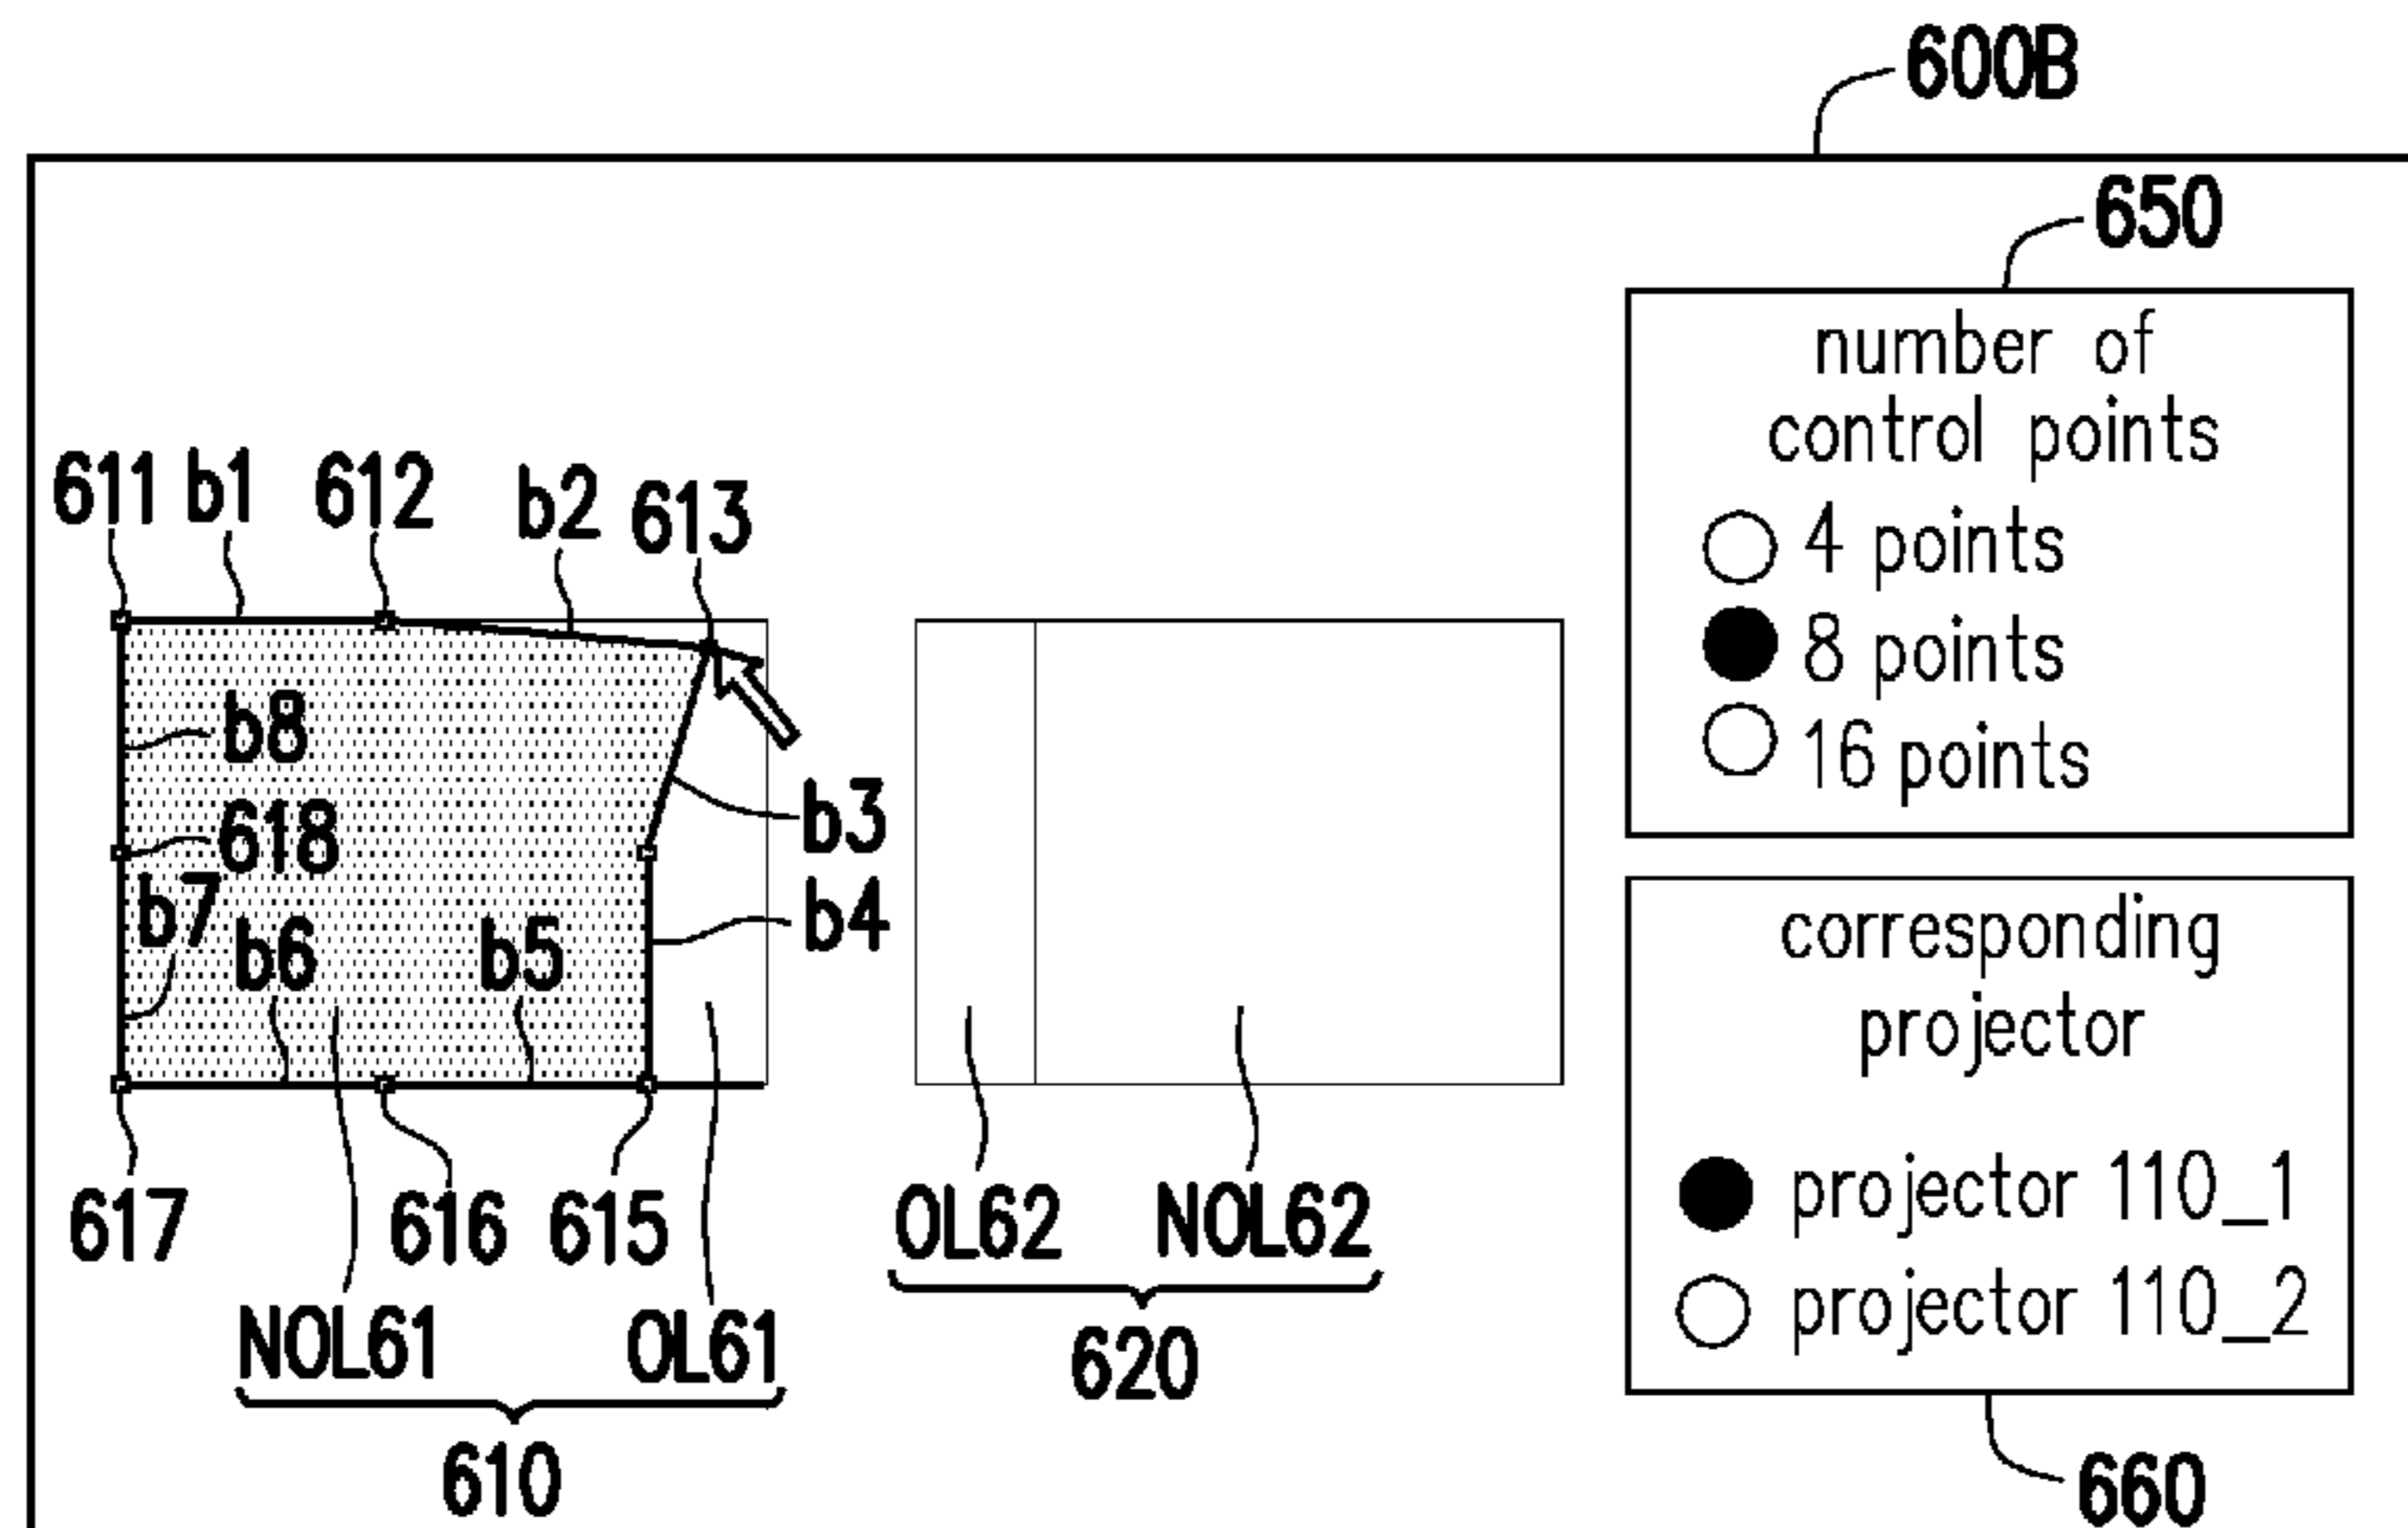 600B
650
number of
control points
4 points
8 points
16 points
611 b1 612 b2 613
b8
618
b7
b6 b5
b3
b4
corresponding
projector
projector 110_1
projector 110_2
617 616 615
OL62 NOL62
NOL61 OL61
620
610
660